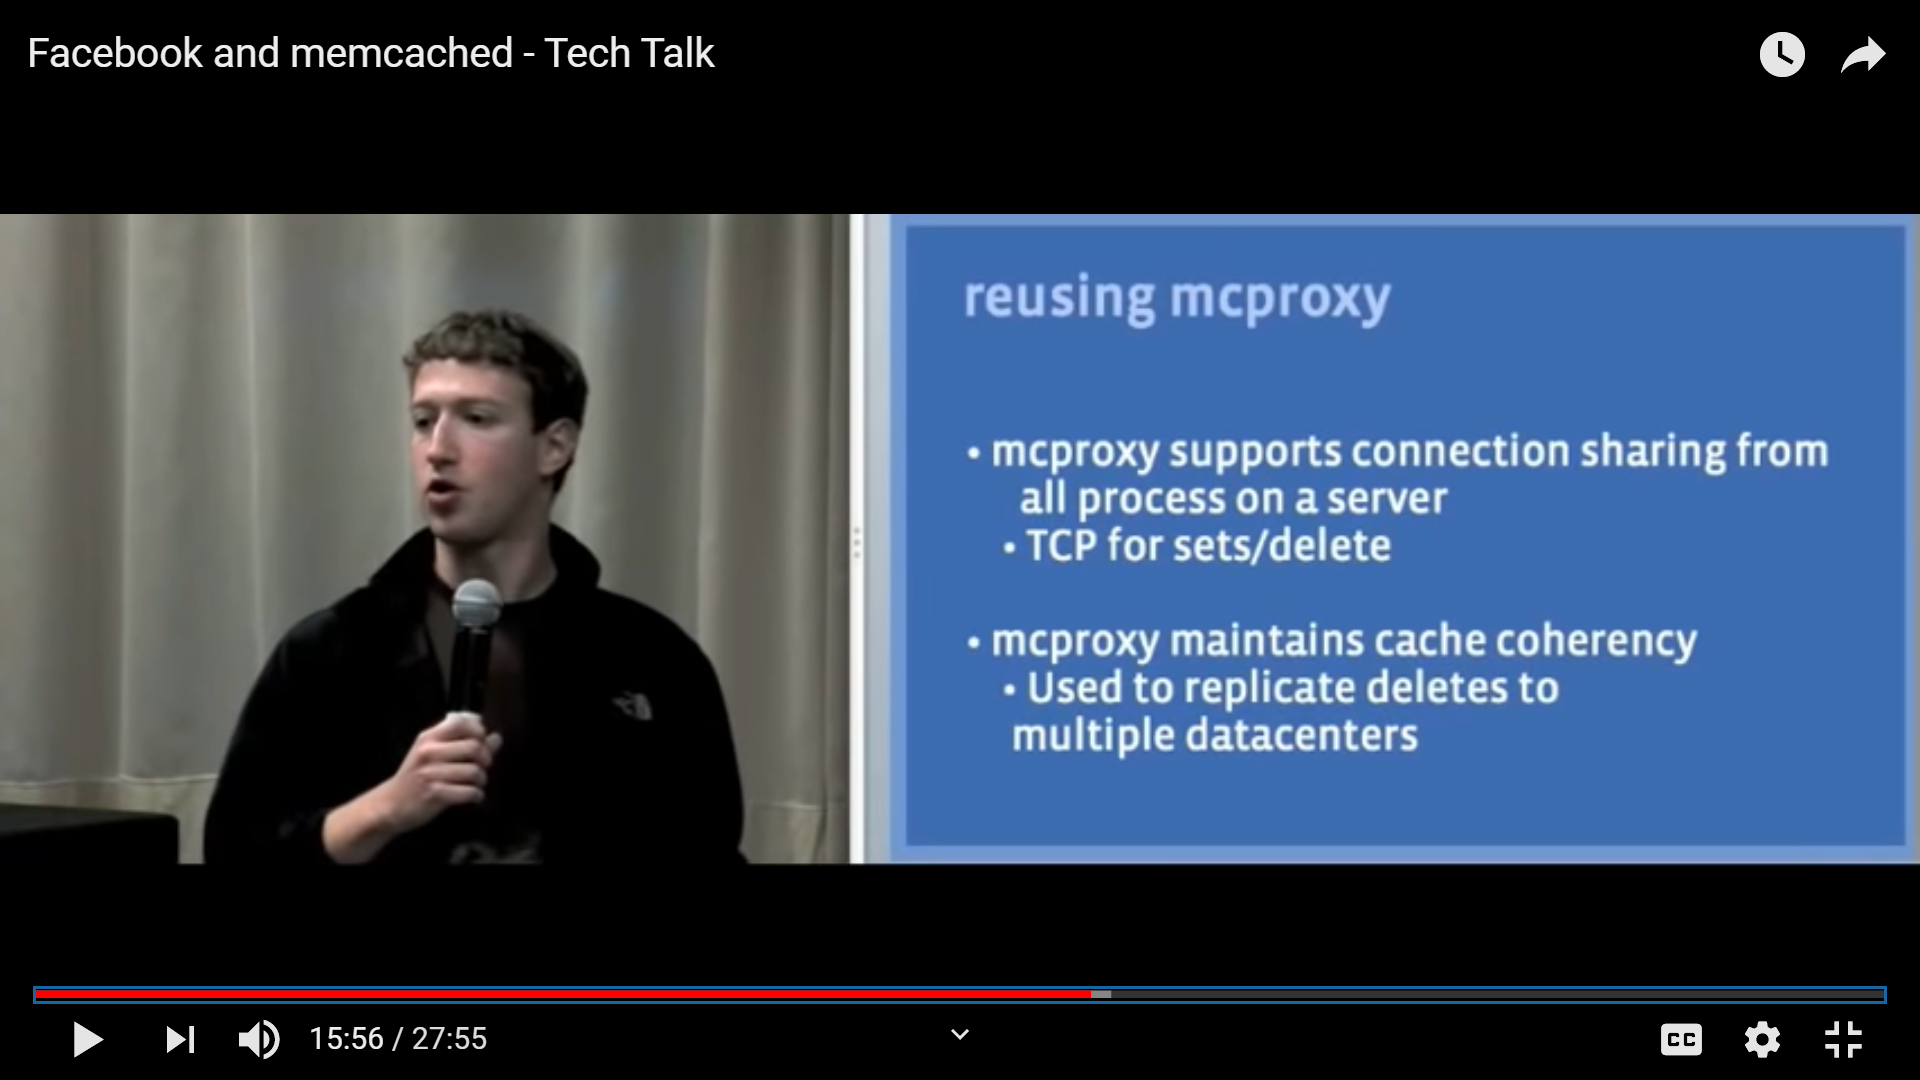 Facebook and memcached - Tech Talk
reusing mcproxy
• mcproxy supports connection sharing from
all process on a server
• TCP for sets/delete
• mcproxy maintains cache coherency
• Used to replicate deletes to
multiple datacenters
15:56 / 27:55
CC